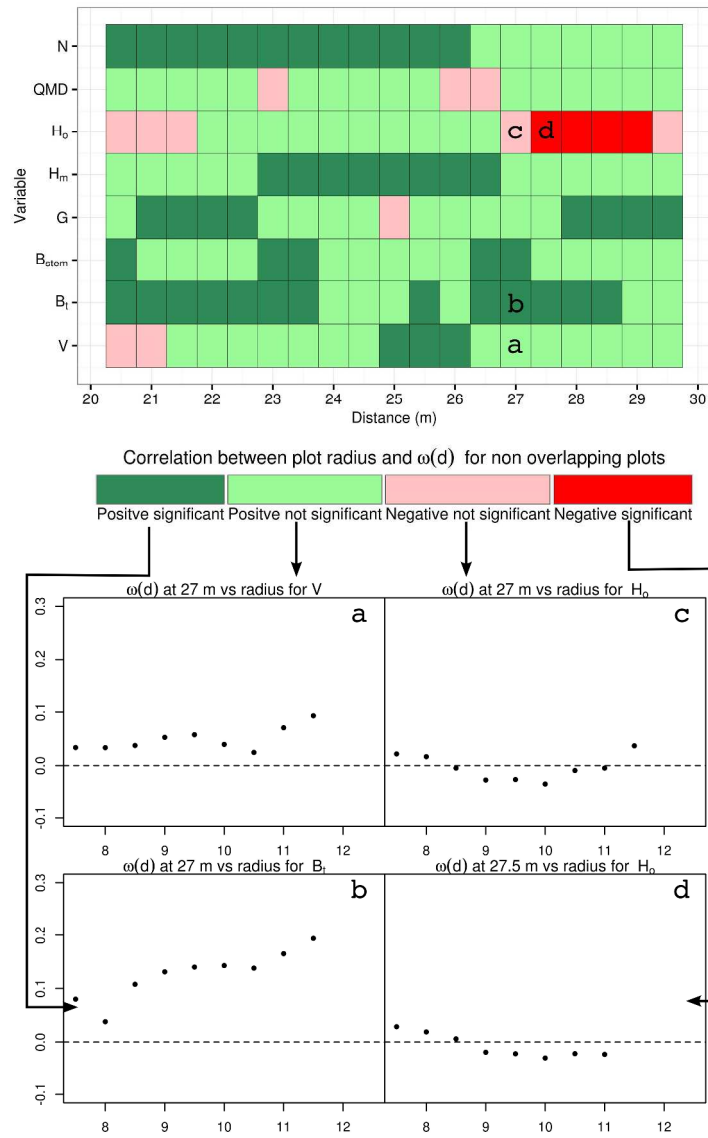 N
QMD
Ho
c d
Hm
G
Bstem
Bt b
V a
Variable
20 21 22 23 24 25 26 27 28 29 30
Distance (m)
Correlation between plot radius and ω(d) for non overlapping plots
Positve significant Positve not significant Negative not significant Negative significant
ω(d) at 27 m vs radius for V
a
0.3
0.2
0.1
0.0
-0.1
8 9 10 11 12
ω(d) at 27 m vs radius for Ho
c
8 9 10 11 12
ω(d) at 27 m vs radius for Bt
b
0.3
0.2
0.1
0.0
-0.1
8 9 10 11 12
ω(d) at 27.5 m vs radius for Ho
d
8 9 10 11 12